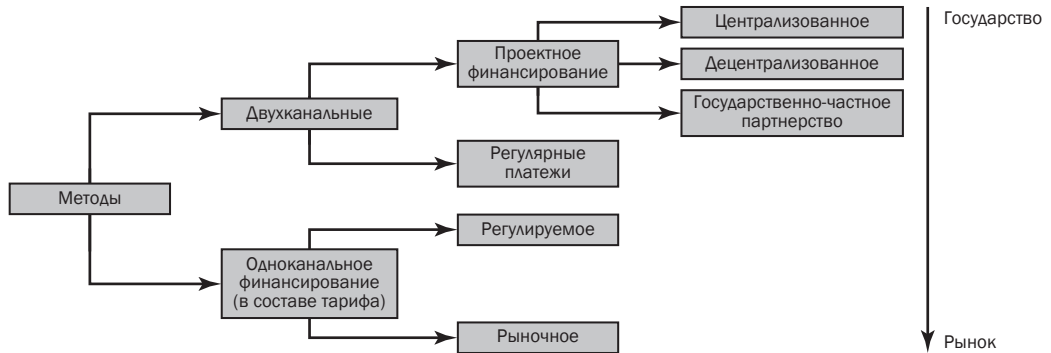 Централизованное
Государство
Проектное
финансирование
Децентрализованное
Двухканальные
Государственно-частное
партнерство
Регулярные
платежи
Методы
Регулируемое
Одноканальное
финансирование
(в составе тарифа)
Рыночное
Рынок